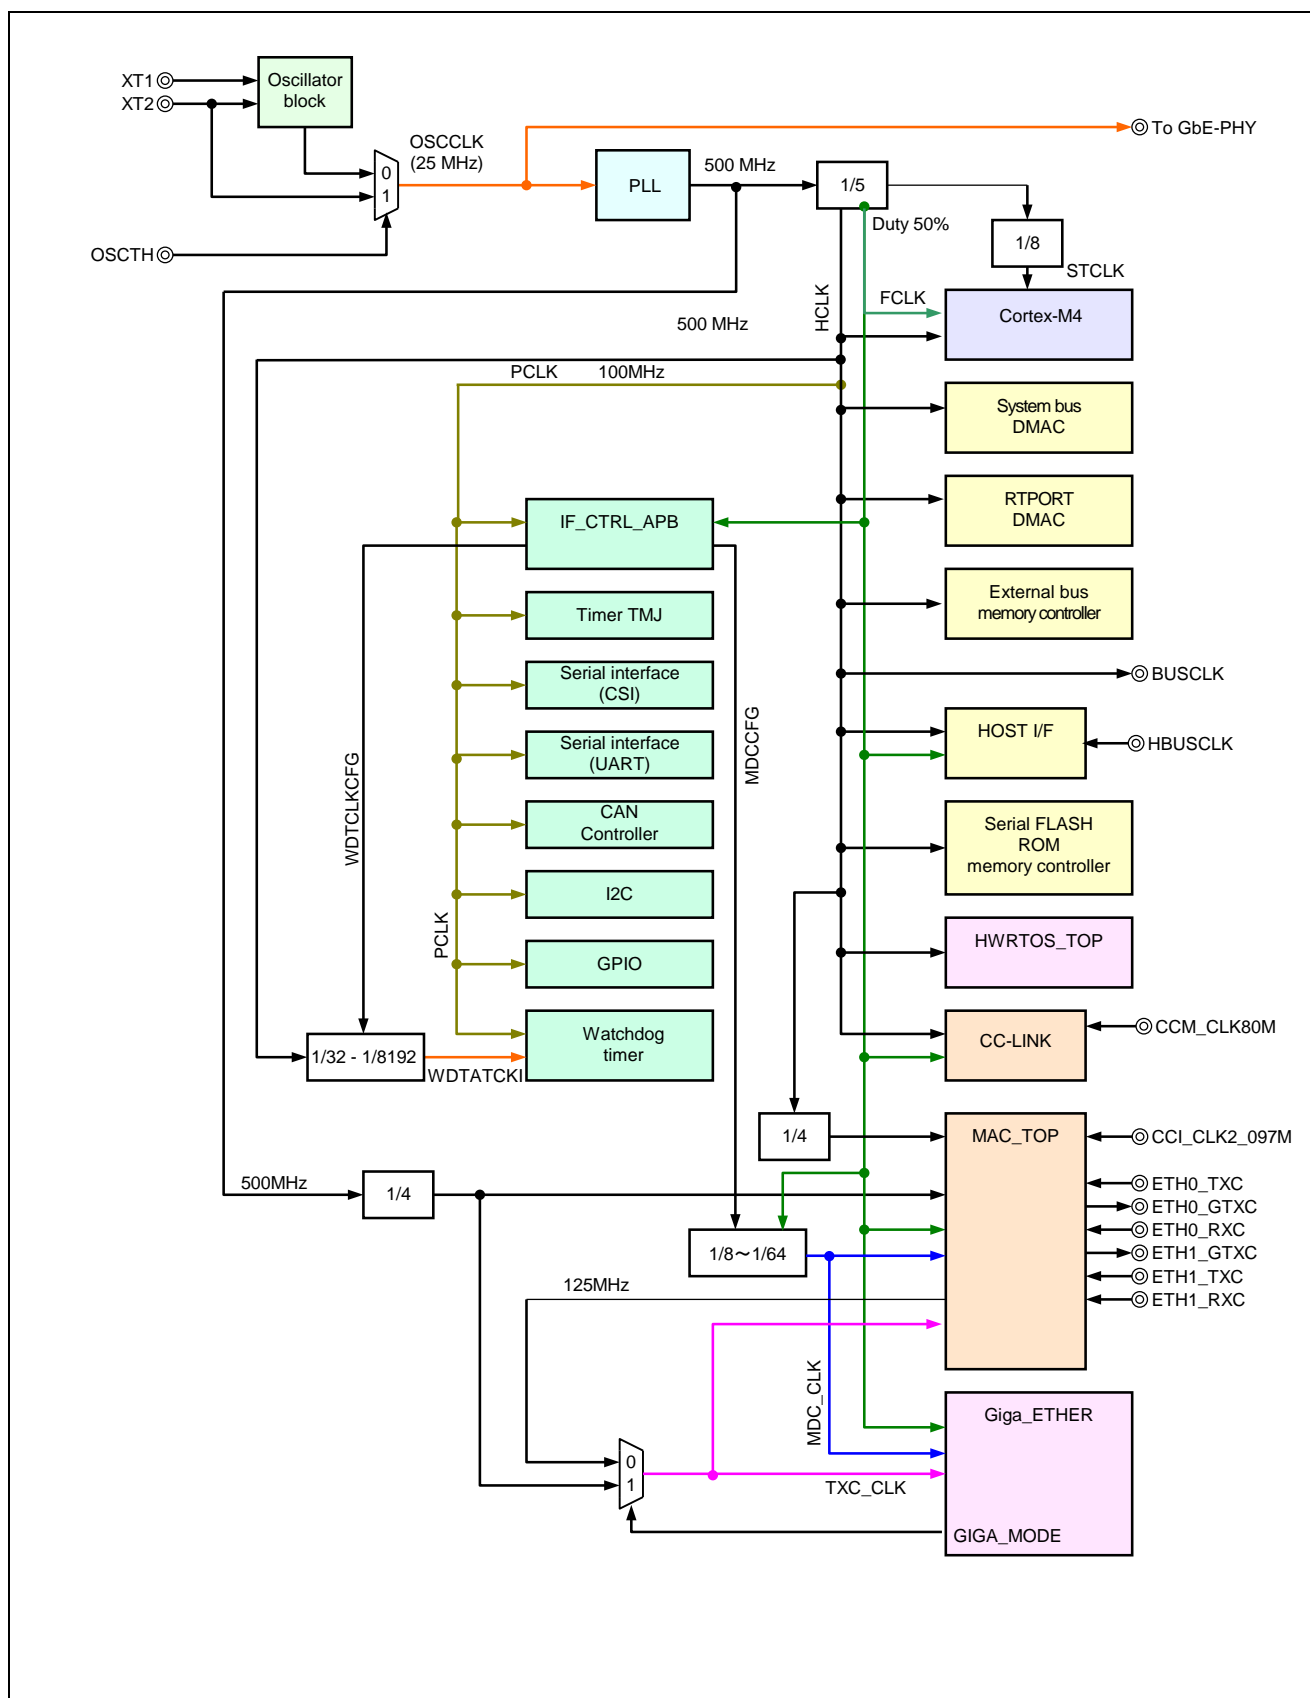 XT1
XT2
Oscillator
block
OSCCLK
(25 MHz)
0
1
OSCTH
PLL
500 MHz
1/5
Duty 50%
To GbE-PHY
1/8
STCLK
HCLK
FCLK
Cortex-M4
500 MHz
PCLK 100MHz
System bus
DMAC
RTPORT
DMAC
IF_CTRL_APB
External bus
memory controller
Timer TMJ
Serial interface
(CSI)
BUSCLK
WDTCLKCFG
MDCCFG
HOST I/F
HBUSCLK
Serial interface
(UART)
CAN
Controller
Serial FLASH
ROM
memory controller
I2C
PCLK
GPIO
HWRTOS_TOP
Watchdog
timer
1/32 - 1/8192
WDTATCKI
CC-LINK
CCM_CLK80M
1/4
MAC_TOP
CCI_CLK2_097M
500MHz
1/4
ETH0_TXC
ETH0_GTXC
ETH0_RXC
ETH1_GTXC
ETH1_TXC
ETH1_RXC
1/8～1/64
125MHz
MDC_CLK
Giga_ETHER
0
1
TXC_CLK
GIGA_MODE